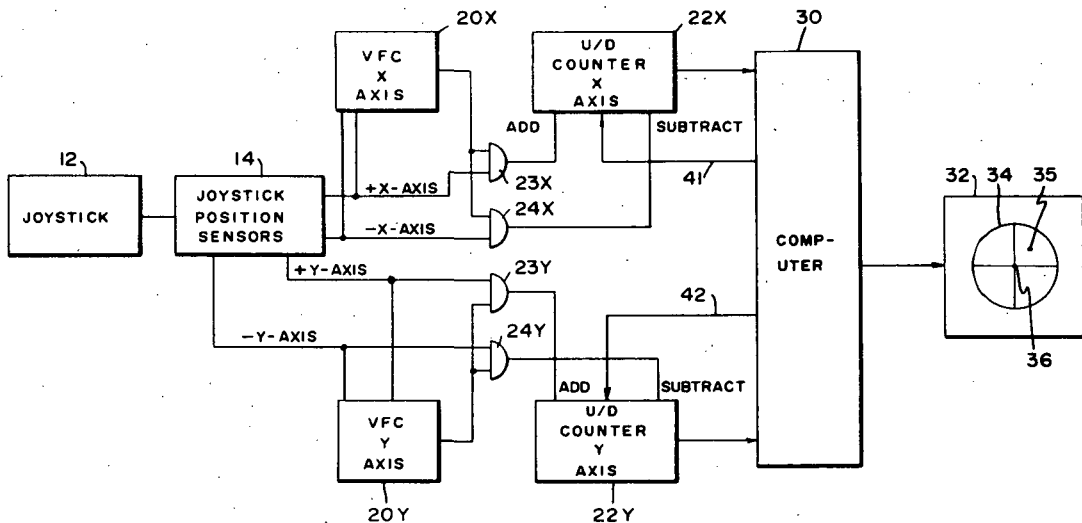 20X
22X
30
VFC
X
AXIS
U/D
COUNTER
X
AXIS
ADD
SUBTRACT
12
14
23X
41
32
34
35
JOYSTICK
JOYSTICK
POSITION
SENSORS
+X-AXIS
-X-AXIS
24X
COMP-
UTER
+Y-AXIS
23Y
42
36
-Y-AXIS
24Y
ADD
SUBTRACT
VFC
Y
AXIS
U/D
COUNTER
Y
AXIS
20Y
22Y